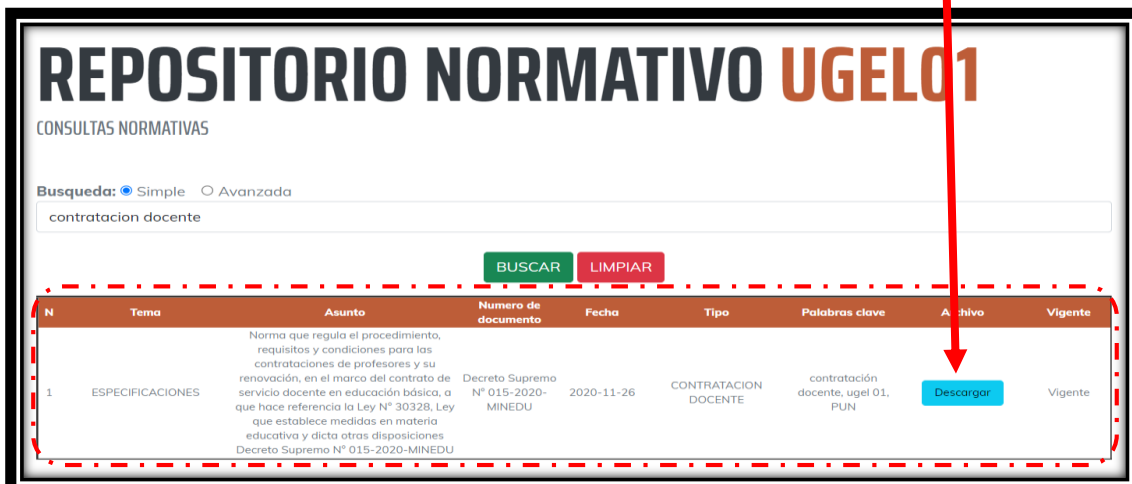 REPOSITORIO NORMATIVO UGEL01
CONSULTAS NORMATIVAS
Busqueda: Simple Avanzada
contratacion docente
BUSCAR LIMPIAR
N Tema Asunto Numero de documento Fecha Tipo Palabras clave Archivo Vigente
Norma que regula el procedimiento,
requisitos y condiciones para las
contrataciones de profesores y su
renovación, en el marco del contrato de
servicio docente en educación básica, a
que hace referencia la Ley N° 30328, Ley
que establece medidas en materia
educativa y dicta otras disposiciones
Decreto Supremo N° 015-2020-MINEDU
1 ESPECIFICACIONES
Decreto Supremo
N° 015-2020-
MINEDU
2020-11-26
CONTRATACION
DOCENTE
contratación
docente, ugel 01,
PUN
Descargar
Vigente